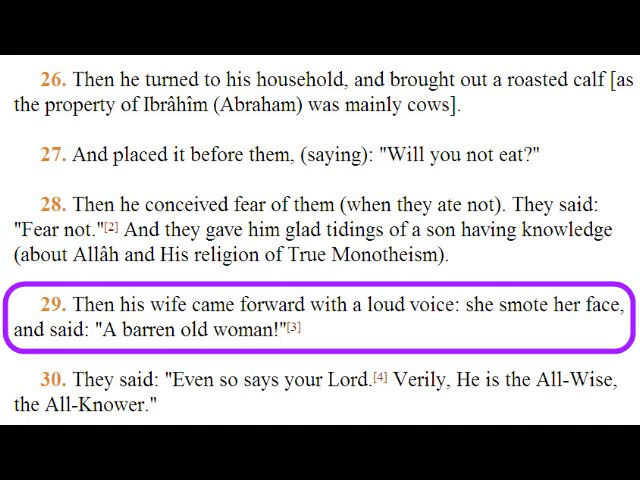 26. Then he turned to his household, and brought out a roasted calf [as
the property of Ibrâhîm (Abraham) was mainly cows].
27. And placed it before them, (saying): "Will you not eat?"
28. Then he conceived fear of them (when they ate not). They said:
"Fear not."[2] And they gave him glad tidings of a son having knowledge
(about Allâh and His religion of True Monotheism).
29. Then his wife came forward with a loud voice: she smote her face,
and said: "A barren old woman!"[3]
30. They said: "Even so says your Lord.[4] Verily, He is the All-Wise,
the All-Knower."